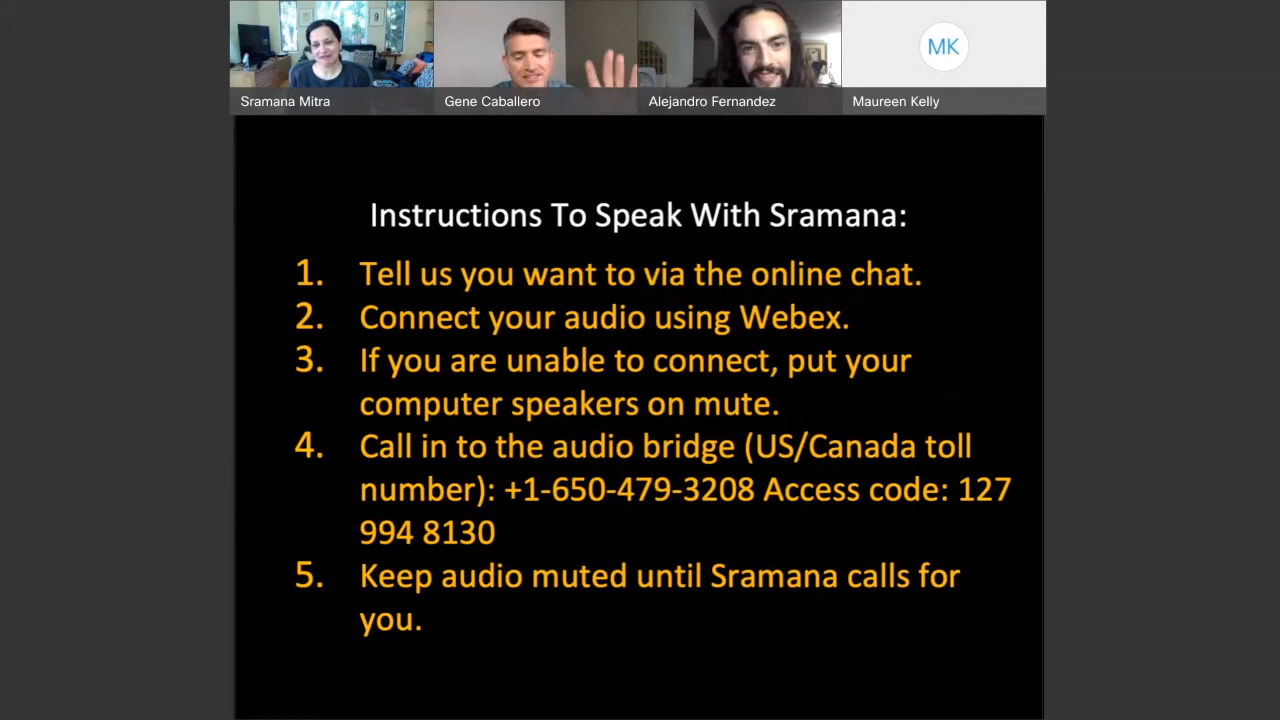 MK
Sramana Mitra
Gene Caballero
Alejandro Fernandez
Maureen Kelly
Instructions To Speak With Sramana:
1. Tell us you want to via the online chat.
2. Connect your audio using Webex.
3. If you are unable to connect, put your
computer speakers on mute.
4. Call in to the audio bridge (US/Canada toll
number): +1-650-479-3208 Access code: 127
994 8130
5. Keep audio muted until Sramana calls for
you.